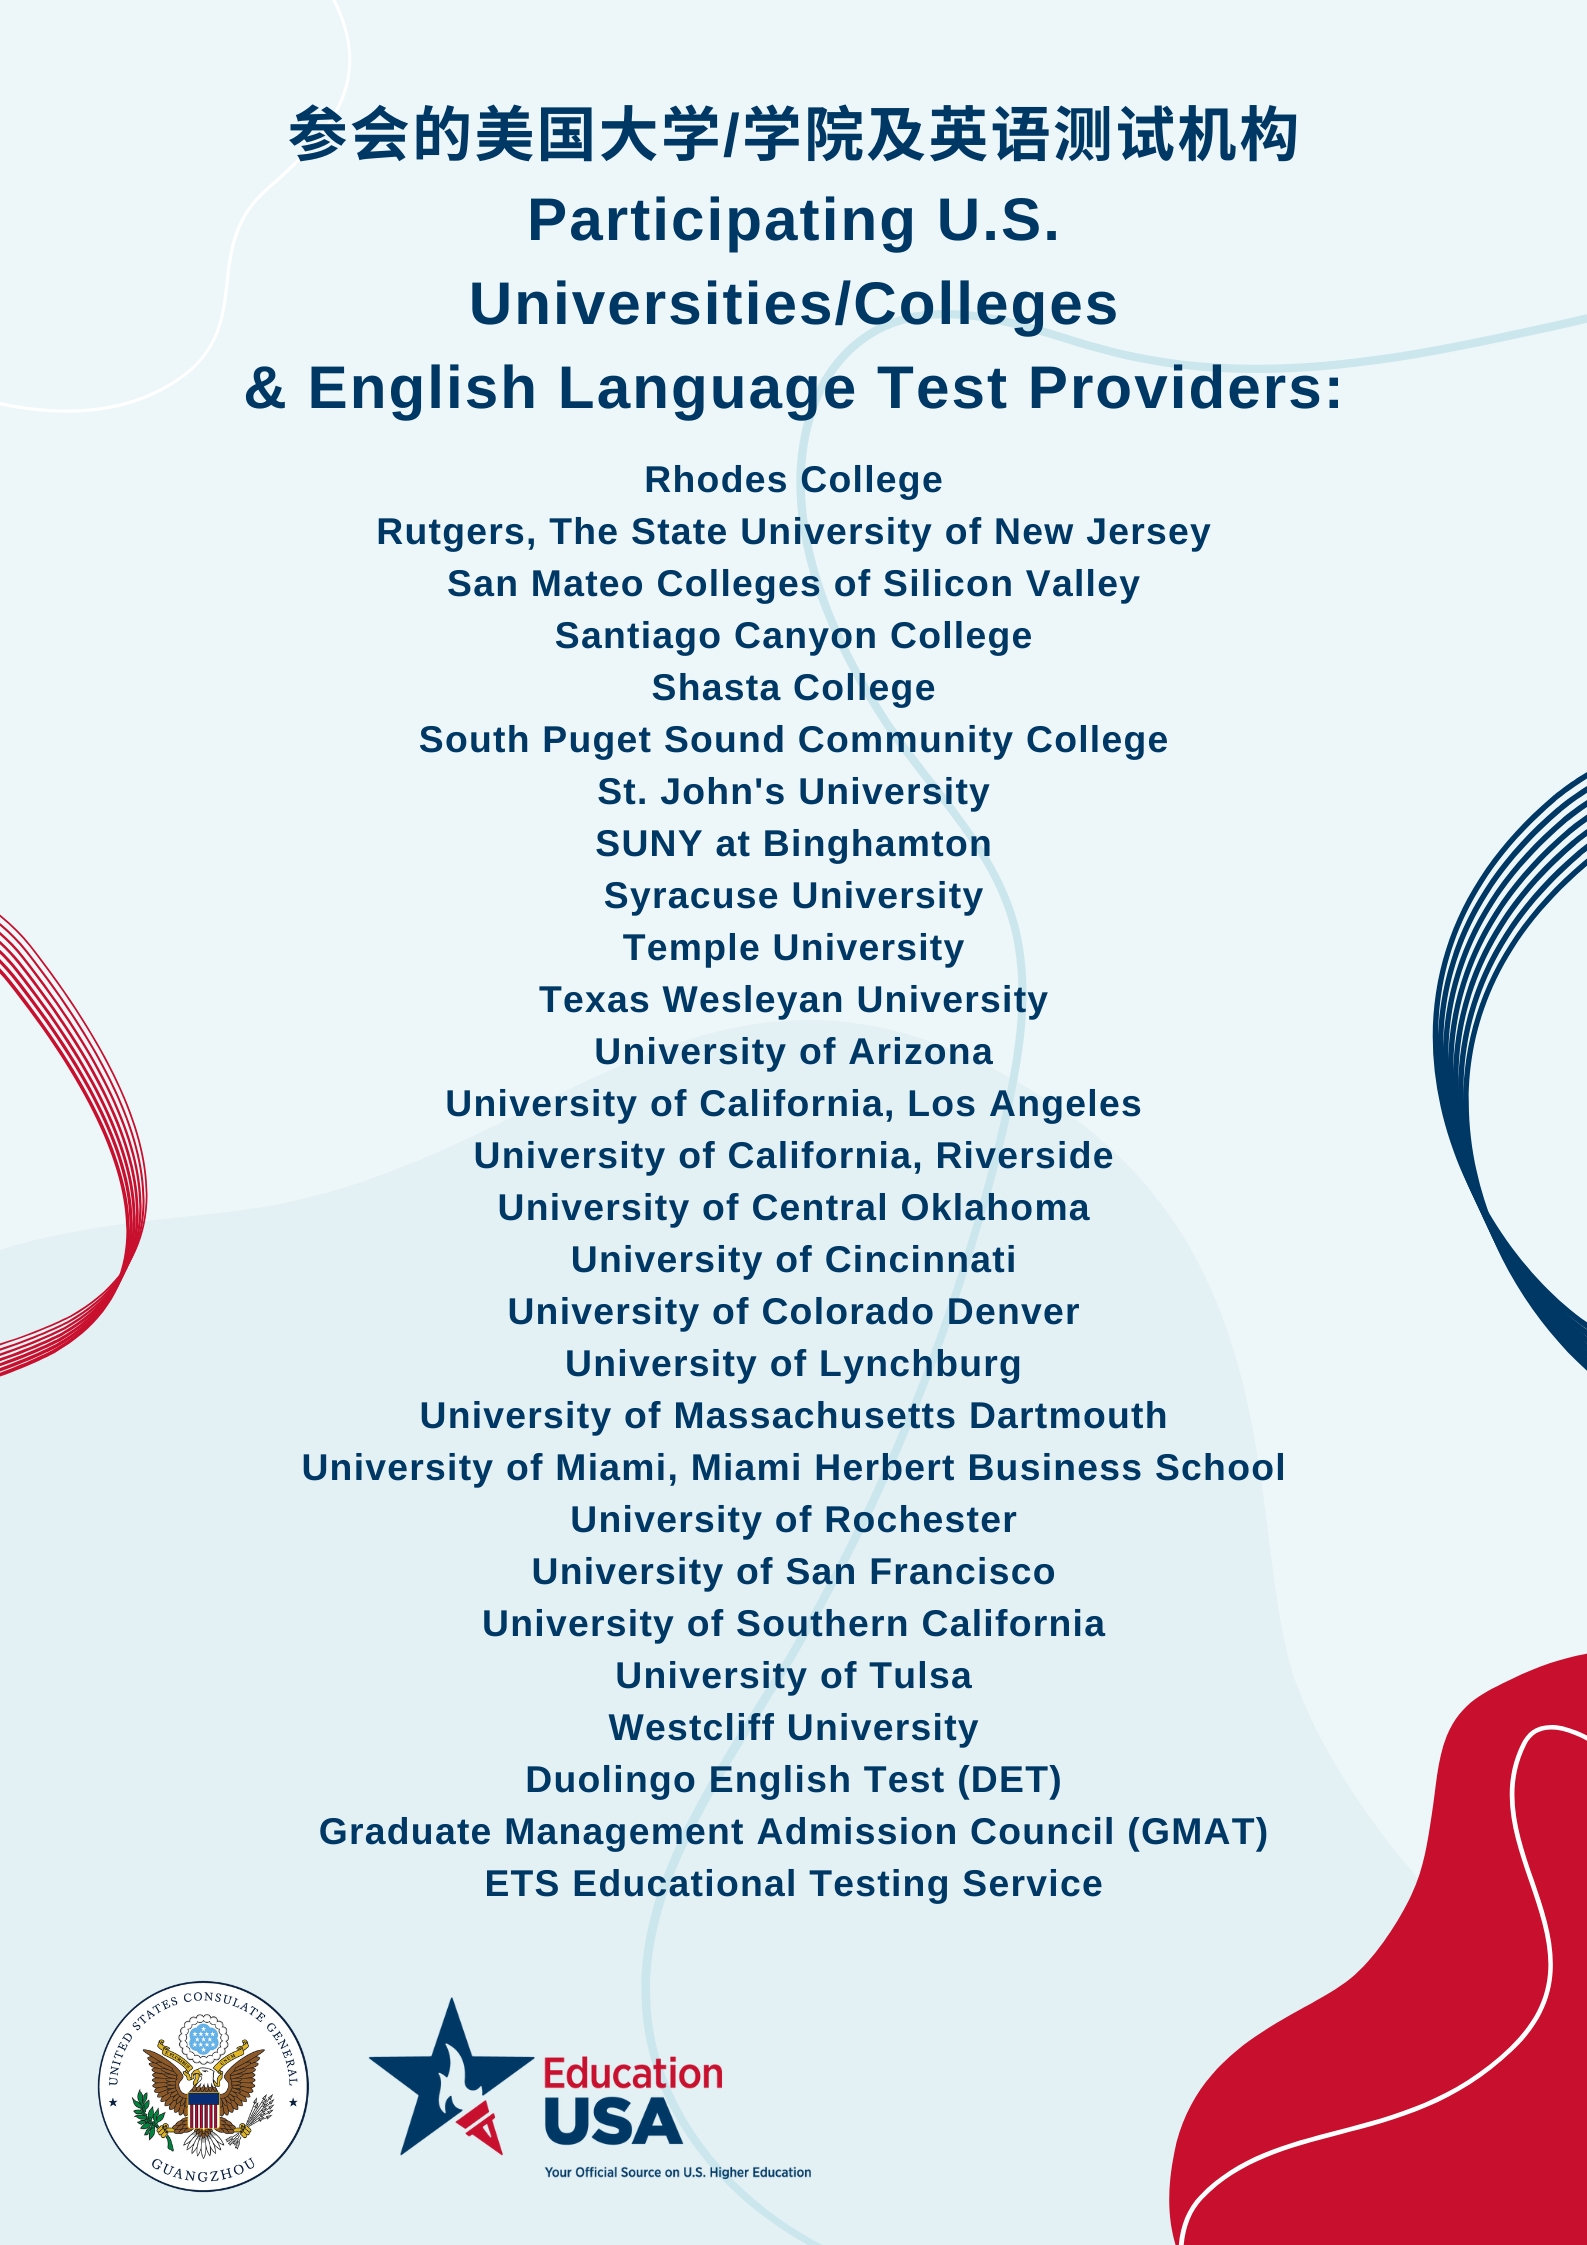 参会的美国大学/学院及英语测试机构
Participating U.S.
Universities/Colleges
& English Language Test Providers:
Rhodes College
Rutgers, The State University of New Jersey
San Mateo Colleges of Silicon Valley
Santiago Canyon College
Shasta College
South Puget Sound Community College
St. John's University
SUNY at Binghamton
Syracuse University
Temple University
Texas Wesleyan University
University of Arizona
University of California, Los Angeles
University of California, Riverside
University of Central Oklahoma
University of Cincinnati
University of Colorado Denver
University of Lynchburg
University of Massachusetts Dartmouth
University of Miami, Miami Herbert Business School
University of Rochester
University of San Francisco
University of Southern California
University of Tulsa
Westcliff University
Duolingo English Test (DET)
Graduate Management Admission Council (GMAT)
ETS Educational Testing Service
UNITED STATES CONSULATE GENERAL
GUANGZHOU
Education
USA
Your Official Source on U.S. Higher Education